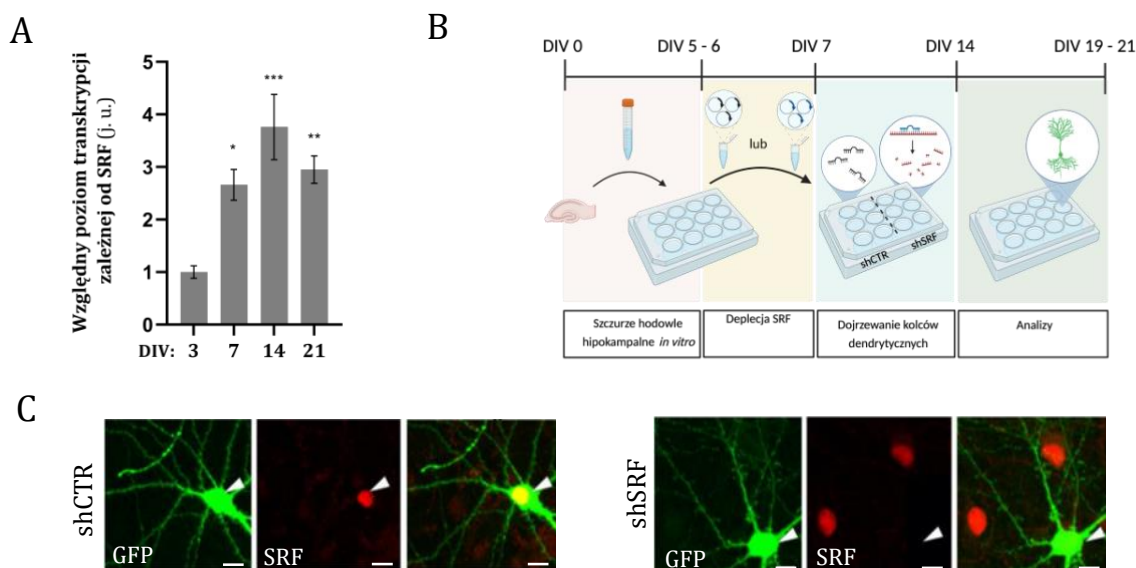 A
Względny poziom transkrypcji
zależnej od SRF (j. u.)
5
4
3
2
1
0
*
***
**
DIV: 3 7 14 21
B
DIV 0 DIV 5 - 6 DIV 7 DIV 14 DIV 19 - 21
lub
shCTR shSRF
Szczurze hodowle
hipokampalne in vitro
Deplecja SRF
Dojrzewanie kolców
dendrytycznych
Analizy
C
shCTR
GFP
SRF
shSRF
GFP
SRF